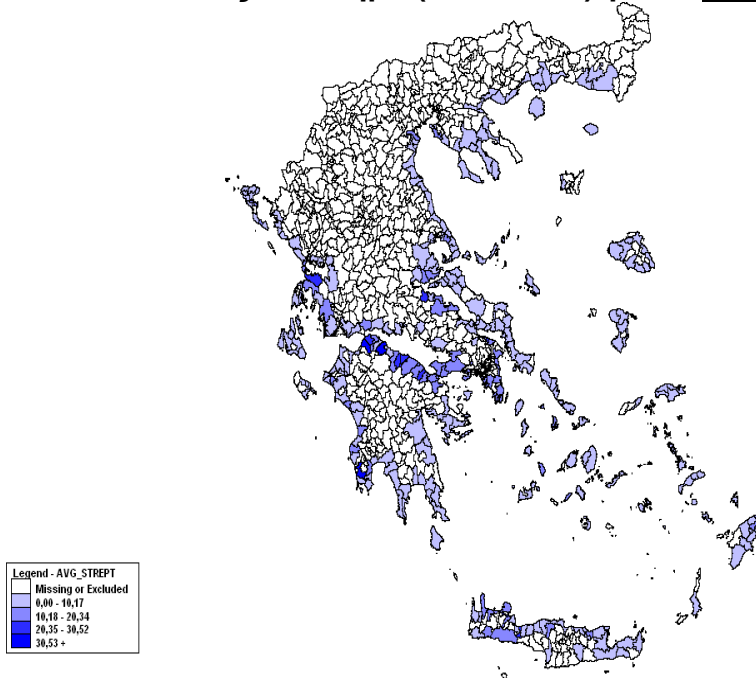 Legend - AVG_STREPT
Missing or Excluded
0,00 - 10,17
10,18 - 20,34
20,35 - 30,52
30,53 +